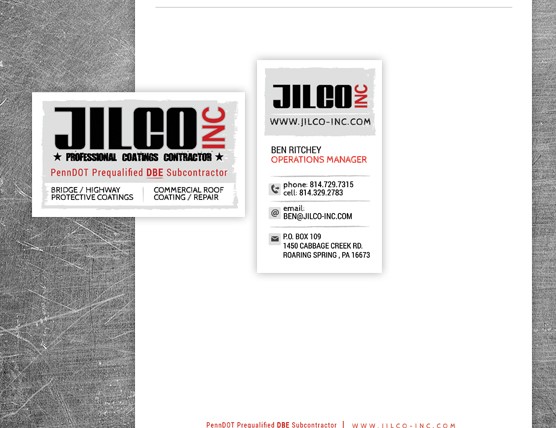 JILCO INC
★ PROFESSIONAL COATINGS CONTRACTOR ★
PennDOT Prequalified DBE Subcontractor
BRIDGE / HIGHWAY
PROTECTIVE COATINGS
COMMERCIAL ROOF
COATING / REPAIR
JILCO INC
WWW.JILCO-INC.COM
BEN RITCHEY
OPERATIONS MANAGER
phone: 814.729.7315
cell: 814.329.2783
email:
BEN@JILCO-INC.COM
P.O. BOX 109
1450 CABBAGE CREEK RD.
ROARING SPRING , PA 16673
PennDOT Prequalified DBE Subcontractor | WWW.JILCO-INC.COM